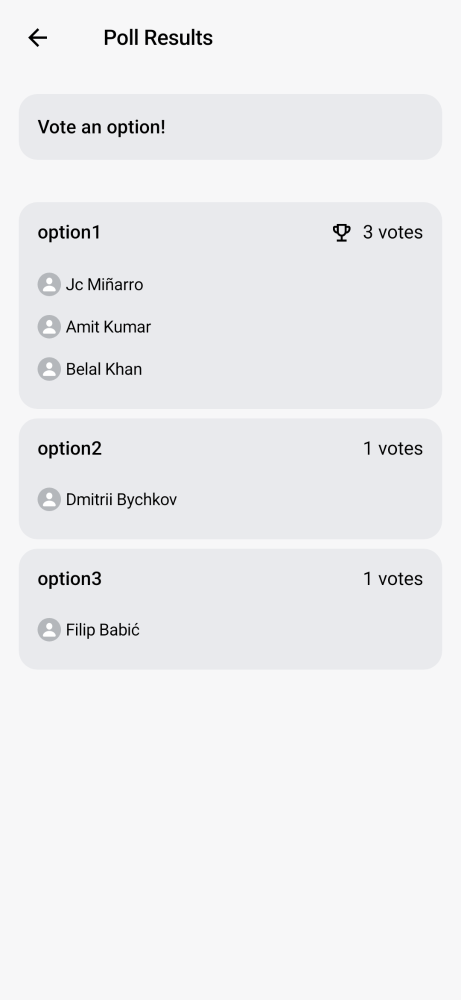 Poll Results
Vote an option!
option1 3 votes
Jc Miñarro
Amit Kumar
Belal Khan
option2 1 votes
Dmitrii Bychkov
option3 1 votes
Filip Babić